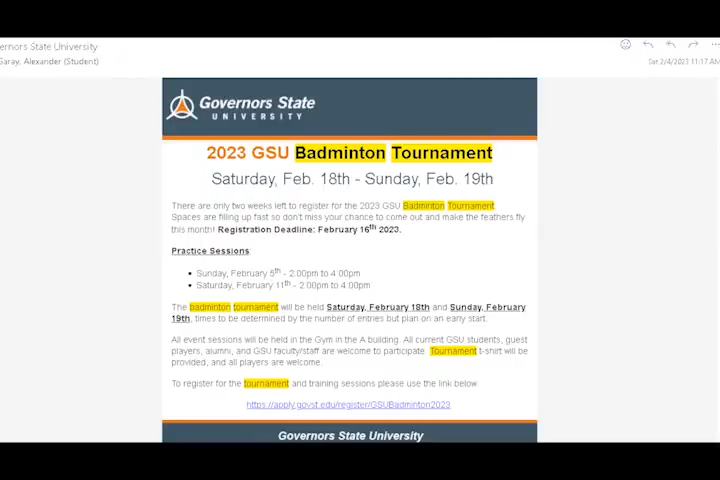 ernors State University
Garay, Alexander (Student)
Sat 2/4/2023 11:17 AM
Governors State
UNIVERSITY
2023 GSU Badminton Tournament
Saturday, Feb. 18th - Sunday, Feb. 19th
There are only two weeks left to register for the 2023 GSU Badminton Tournament
Spaces are filling up fast so don't miss your chance to come out and make the feathers fly
this month! Registration Deadline: February 16th 2023.
Practice Sessions:
Sunday, February 5th - 2:00pm to 4:00pm
Saturday, February 11th - 2:00pm to 4:00pm
The badminton tournament will be held Saturday, February 18th and Sunday, February
19th, times to be determined by the number of entries but plan on an early start.
All event sessions will be held in the Gym in the A building. All current GSU students, guest
players, alumni, and GSU faculty/staff are welcome to participate. Tournament t-shirt will be
provided, and all players are welcome.
To register for the tournament and training sessions please use the link below
https://apply.govst.edu/register/GSUBadminton2023
Governors State University